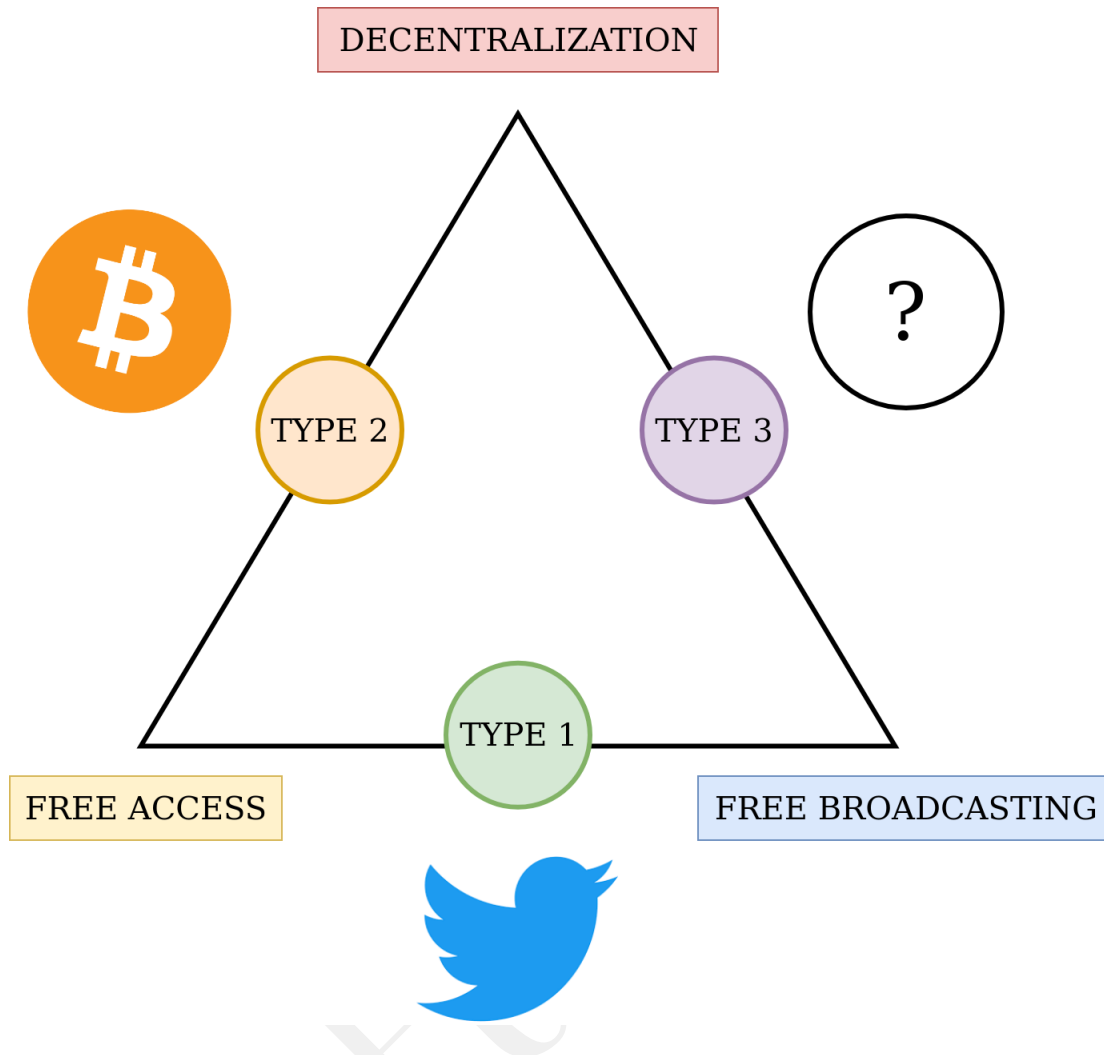 DECENTRALIZATION
?
TYPE 2
TYPE 3
TYPE 1
FREE ACCESS
FREE BROADCASTING